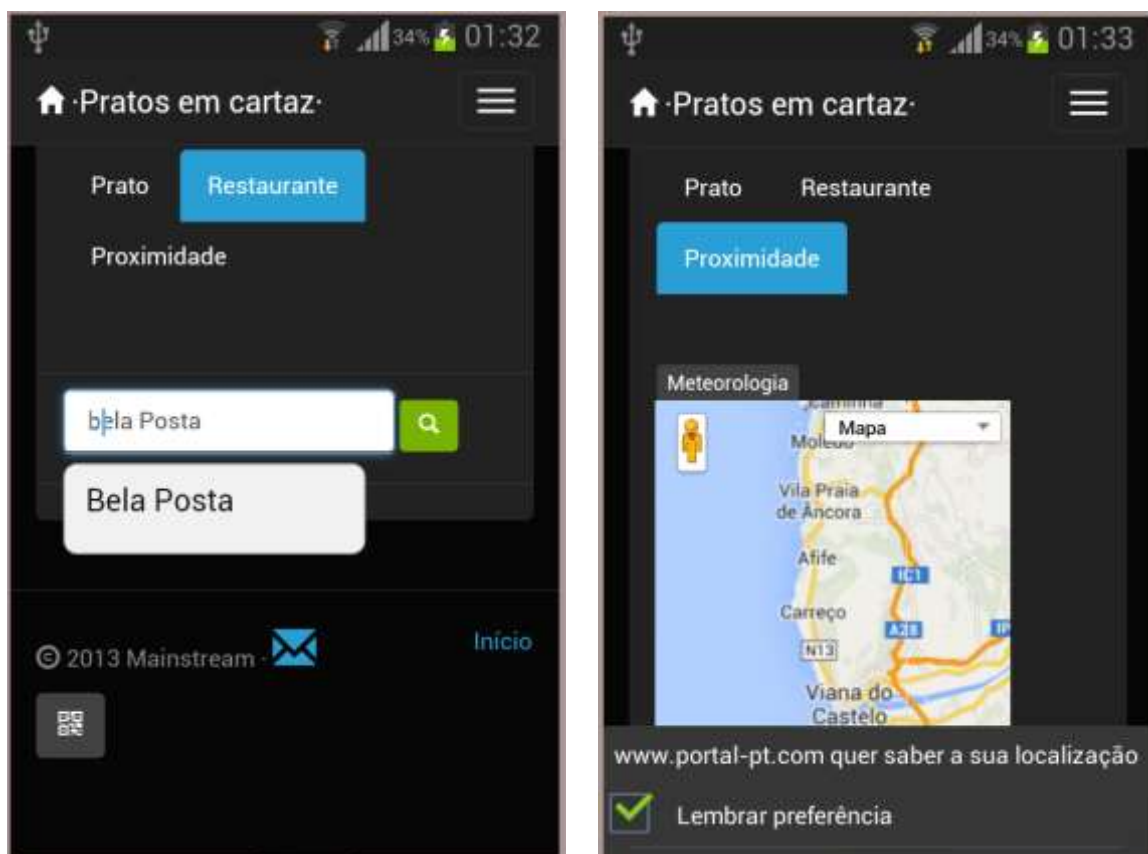 34% 01:32
·Pratos em cartaz·
Prato Restaurante
Proximidade
bela Posta
Bela Posta
© 2013 Mainstream · Início
34% 01:33
·Pratos em cartaz·
Prato Restaurante
Proximidade
Meteorologia
Mapa
Moledo
Vila Praia
de Âncora
Afife
IC1
Carreço
A28
N13
Viana do
Castelo
www.portal-pt.com quer saber a sua localização
Lembrar preferência